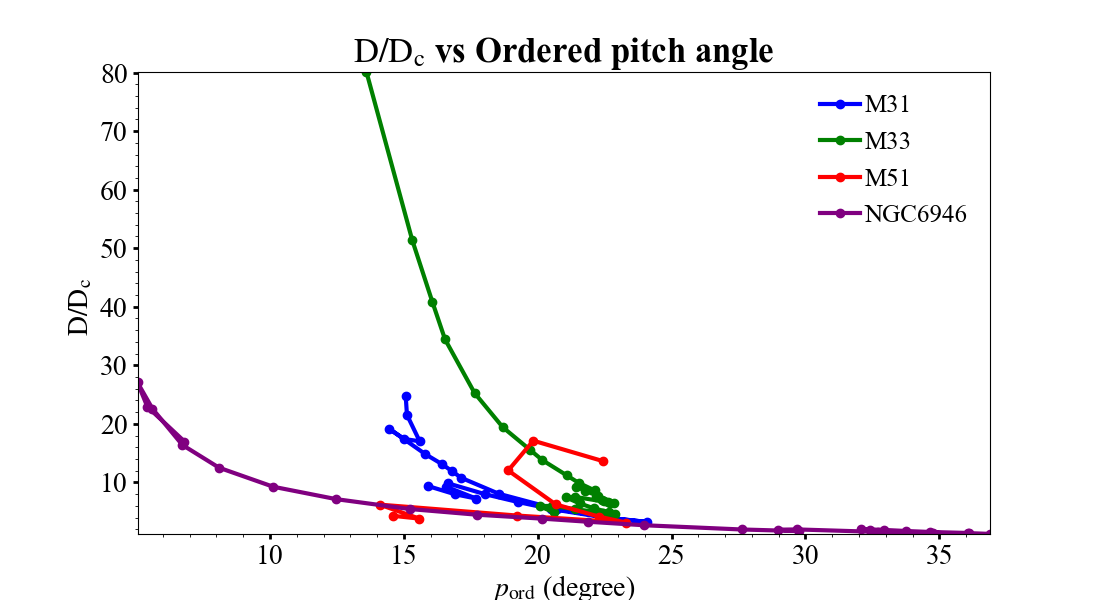 D/Dc vs Ordered pitch angle
80
70
60
50
40
30
20
10
D/Dc
M31
M33
M51
NGC6946
10 15 20 25 30 35
pord (degree)